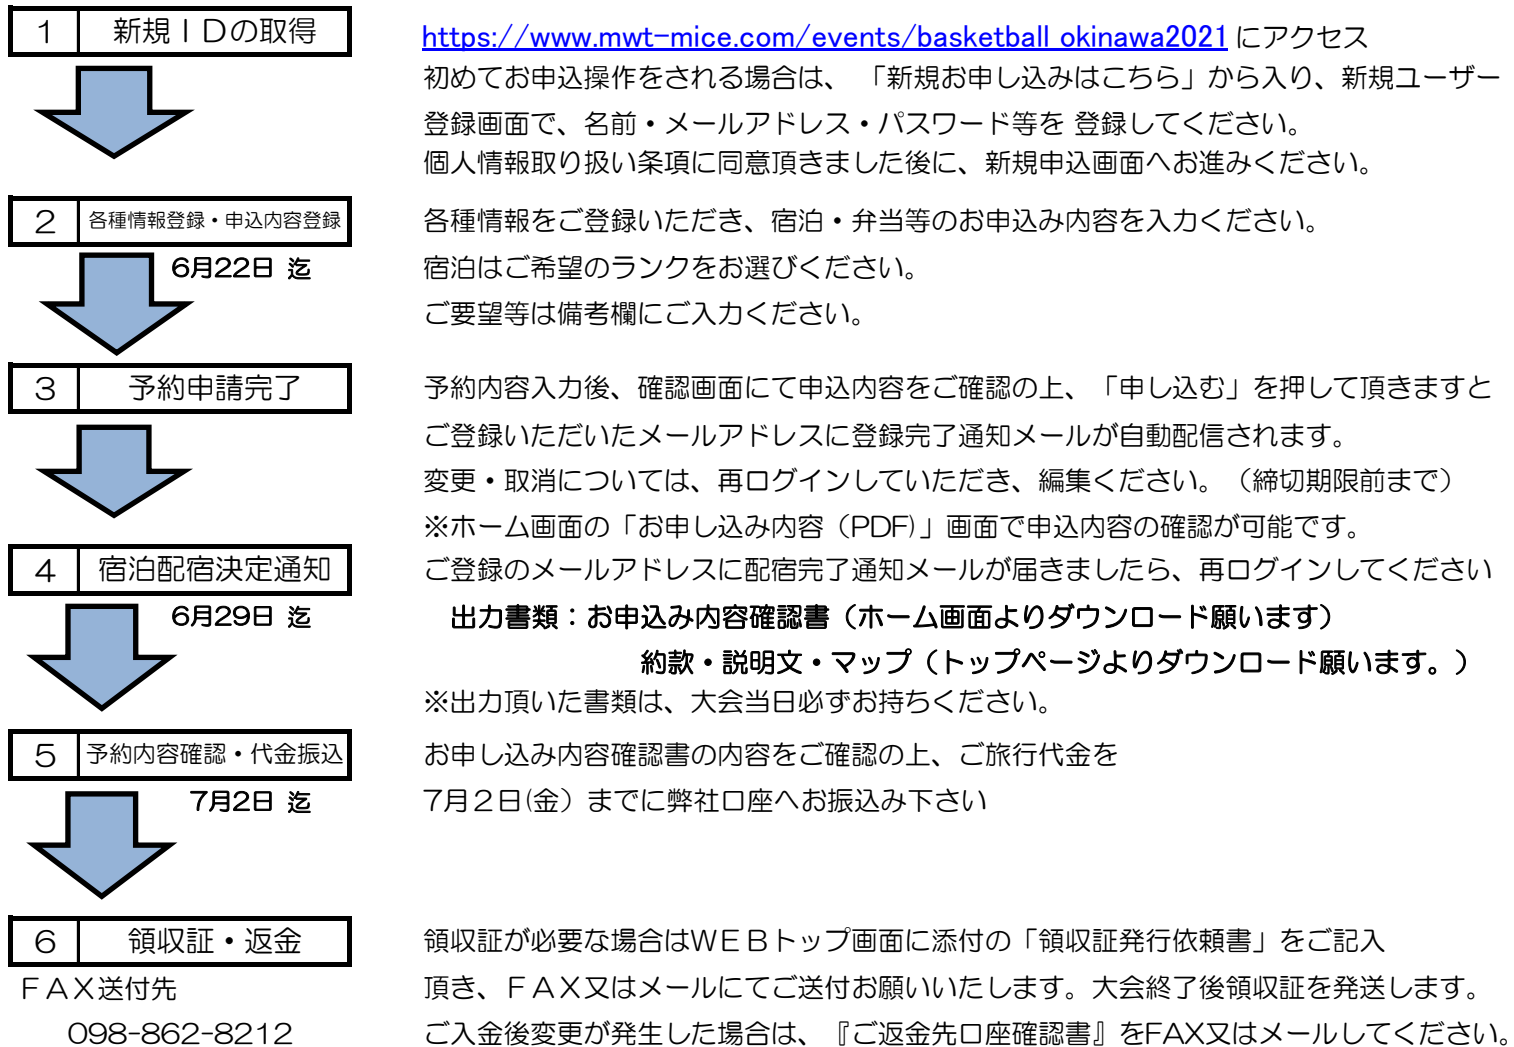 1 新規ＩＤの取得
https://www.mwt-mice.com/events/basketball okinawa2021 にアクセス
初めてお申込操作をされる場合は、「新規お申し込みはこちら」から入り、新規ユーザー
登録画面で、名前・メールアドレス・パスワード等を 登録してください。
個人情報取り扱い条項に同意頂きました後に、新規申込画面へお進みください。
2 各種情報登録・申込内容登録
6月22日 迄
各種情報をご登録いただき、宿泊・弁当等のお申込み内容を入力ください。
宿泊はご希望のランクをお選びください。
ご要望等は備考欄にご入力ください。
3 予約申請完了
予約内容入力後、確認画面にて申込内容をご確認の上、「申し込む」を押して頂きますと
ご登録いただいたメールアドレスに登録完了通知メールが自動配信されます。
変更・取消については、再ログインしていただき、編集ください。（締切期限前まで）
※ホーム画面の「お申し込み内容（PDF)」画面で申込内容の確認が可能です。
4 宿泊配宿決定通知
6月29日 迄
ご登録のメールアドレスに配宿完了通知メールが届きましたら、再ログインしてください
出力書類：お申込み内容確認書（ホーム画面よりダウンロード願います）
約款・説明文・マップ（トップページよりダウンロード願います。）
※出力頂いた書類は、大会当日必ずお持ちください。
5 予約内容確認・代金振込
7月2日 迄
お申し込み内容確認書の内容をご確認の上、ご旅行代金を
7月２日(金）までに弊社口座へお振込み下さい
6 領収証・返金
ＦＡＸ送付先
098-862-8212
領収証が必要な場合はＷＥＢトップ画面に添付の「領収証発行依頼書」をご記入
頂き、ＦＡＸ又はメールにてご送付お願いいたします。大会終了後領収証を発送します。
ご入金後変更が発生した場合は、『ご返金先口座確認書』をFAX又はメールしてください。